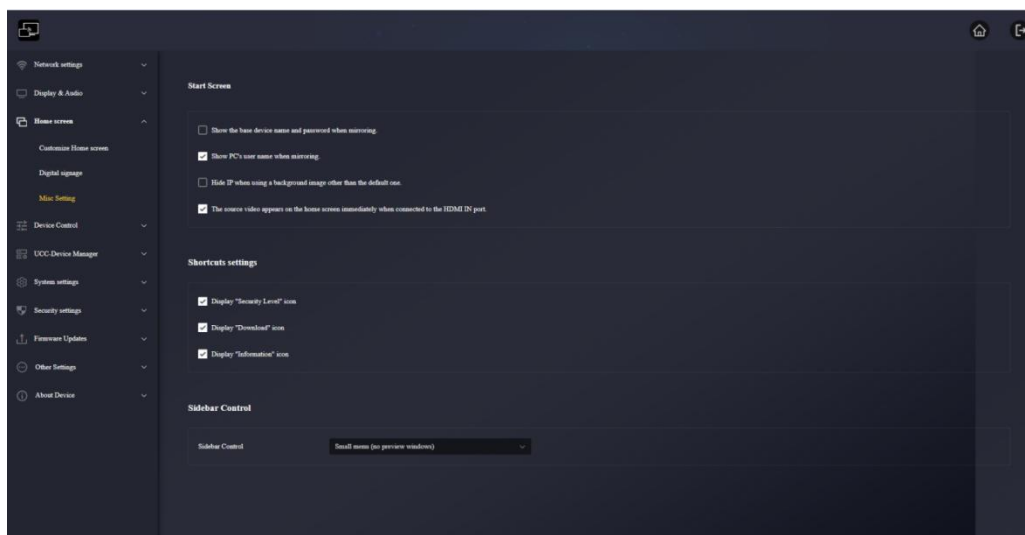 Network settings
Display & Audio
Home screen
Customize Home screen
Digital signage
Misc Setting
Device Control
UCC-Device Manager
System settings
Security settings
Firmware Updates
Other Settings
About Device
Start Screen
Show the base device name and password when mirroring.
Show PC's user name when mirroring.
Hide IP when using a background image other than the default one.
The source video appears on the home screen immediately when connected to the HDMI IN port.
Shortcuts settings
Display "Security Level" icon
Display "Download" icon
Display "Information" icon
Sidebar Control
Sidebar Control
Small menu (no preview windows)